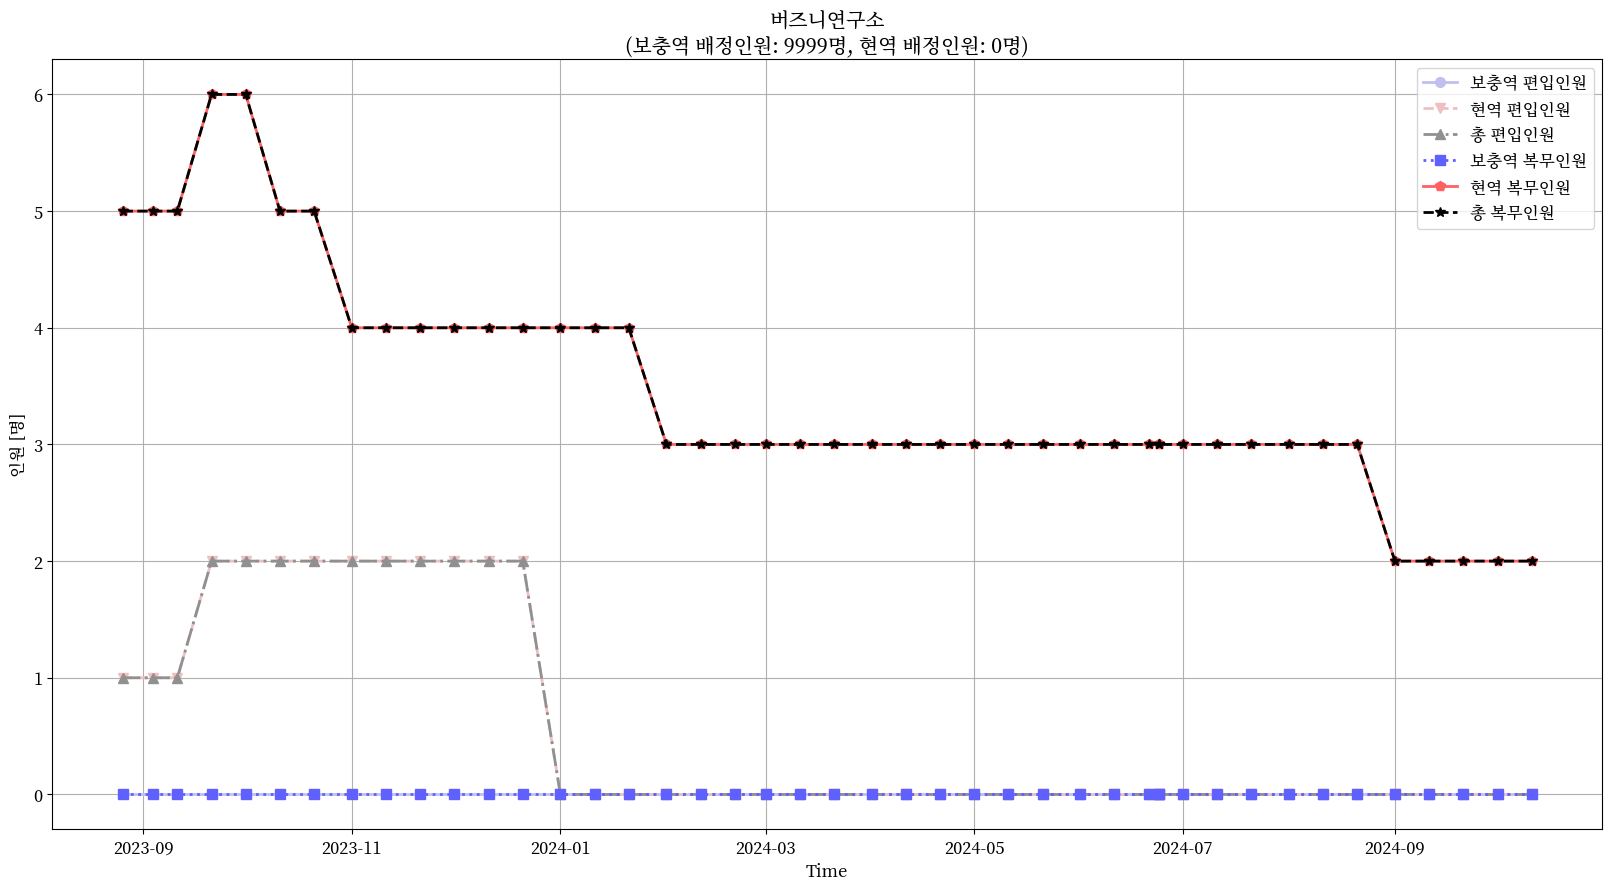 버즈니연구소
(보충역 배정인원: 9999명, 현역 배정인원: 0명)
보충역 편입인원
현역 편입인원
총 편입인원
보충역 복무인원
현역 복무인원
총 복무인원
인원 [명]
6
5
4
3
2
1
0
2023-09
2023-11
2024-01
2024-03
2024-05
2024-07
2024-09
Time